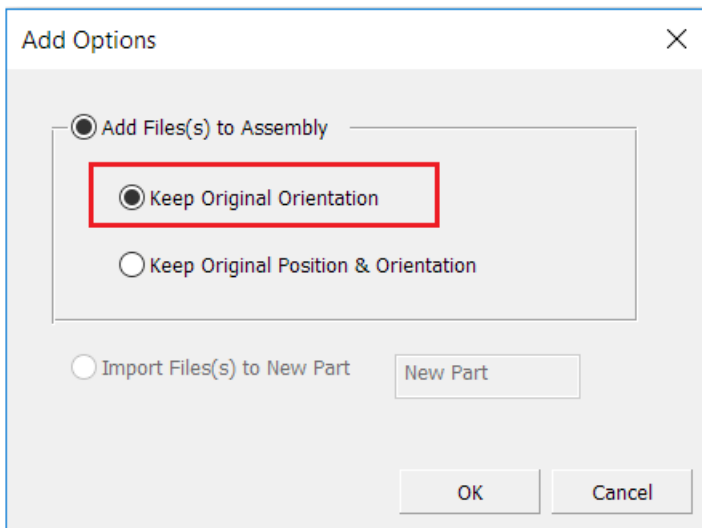 Add Options
Add Files(s) to Assembly
Keep Original Orientation
Keep Original Position & Orientation
Import Files(s) to New Part
New Part
OK
Cancel